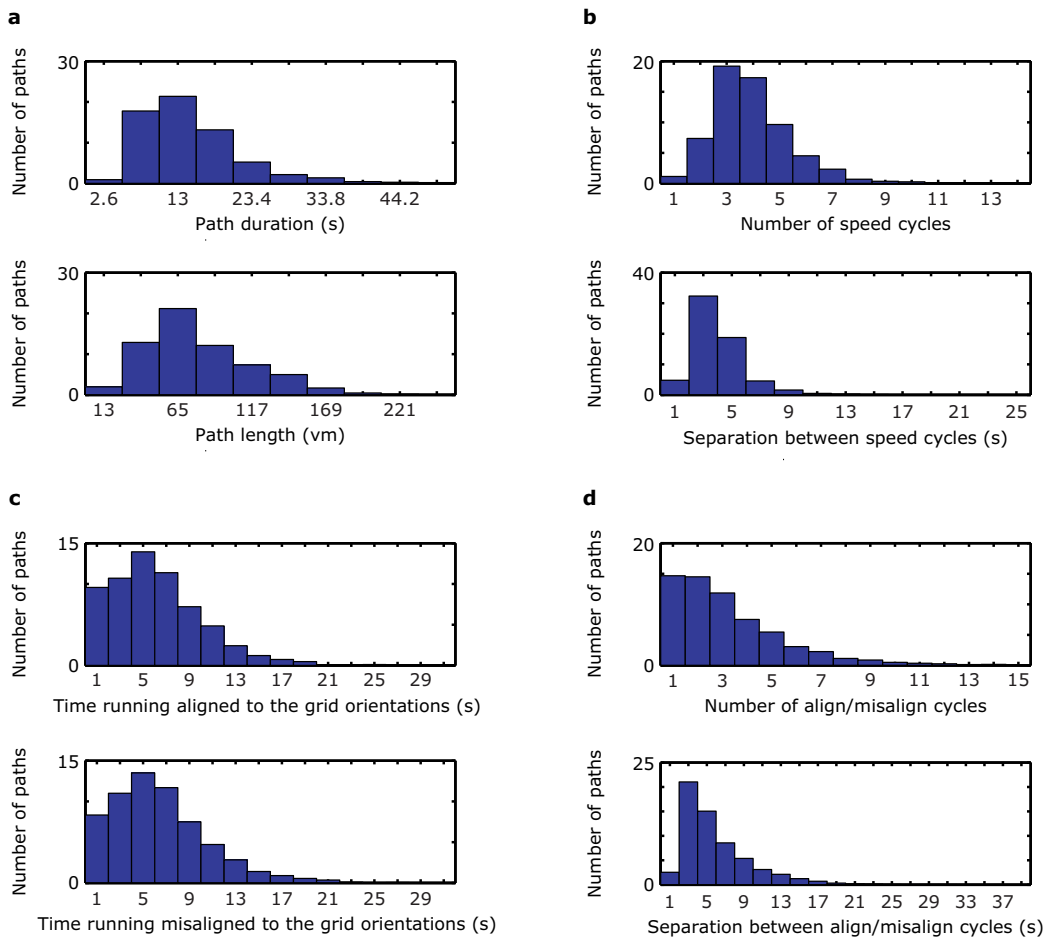 a
Number of paths
30
0
2.6 13 23.4 33.8 44.2
Path duration (s)
Number of paths
30
0
13 65 117 169 221
Path length (vm)
b
Number of paths
20
0
1 3 5 7 9 11 13
Number of speed cycles
Number of paths
40
0
1 5 9 13 17 21 25
Separation between speed cycles (s)
c
Number of paths
15
0
1 5 9 13 17 21 25 29
Time running aligned to the grid orientations (s)
Number of paths
15
0
1 5 9 13 17 21 25 29
Time running misaligned to the grid orientations (s)
d
Number of paths
20
0
1 3 5 7 9 11 13 15
Number of align/misalign cycles
Number of paths
25
0
1 5 9 13 17 21 25 29 33 37
Separation between align/misalign cycles (s)